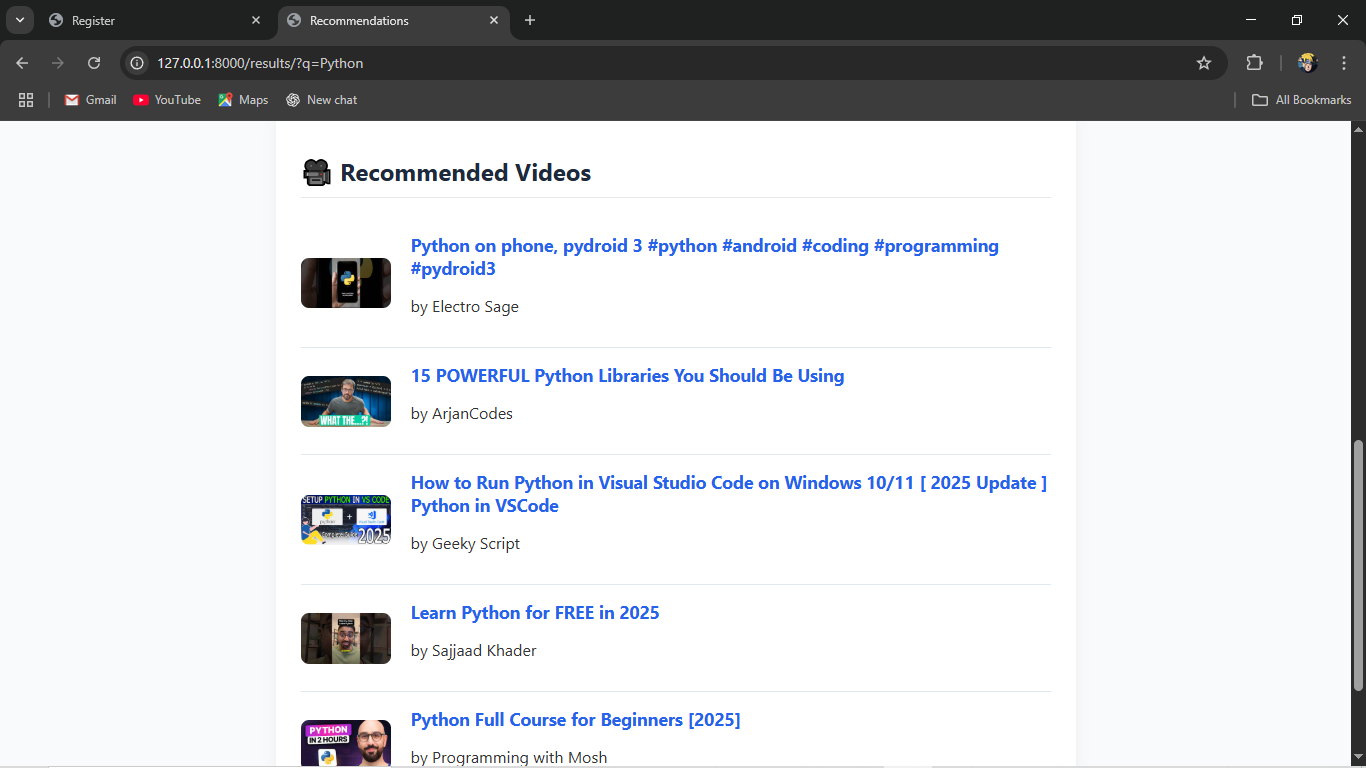 Register
Recommendations
127.0.0.1:8000/results/?q=Python
Gmail
YouTube
Maps
New chat
All Bookmarks
Recommended Videos
Python on phone, pydroid 3 #python #android #coding #programming
#pydroid3
by Electro Sage
15 POWERFUL Python Libraries You Should Be Using
WHAT THE...?!
by ArjanCodes
How to Run Python in Visual Studio Code on Windows 10/11 [ 2025 Update ]
Python in VSCode
SETUP PYTHON IN VS CODE
python +
2025
by Geeky Script
Learn Python for FREE in 2025
by Sajjaad Khader
Python Full Course for Beginners [2025]
PYTHON
IN 2 HOURS
by Programming with Mosh